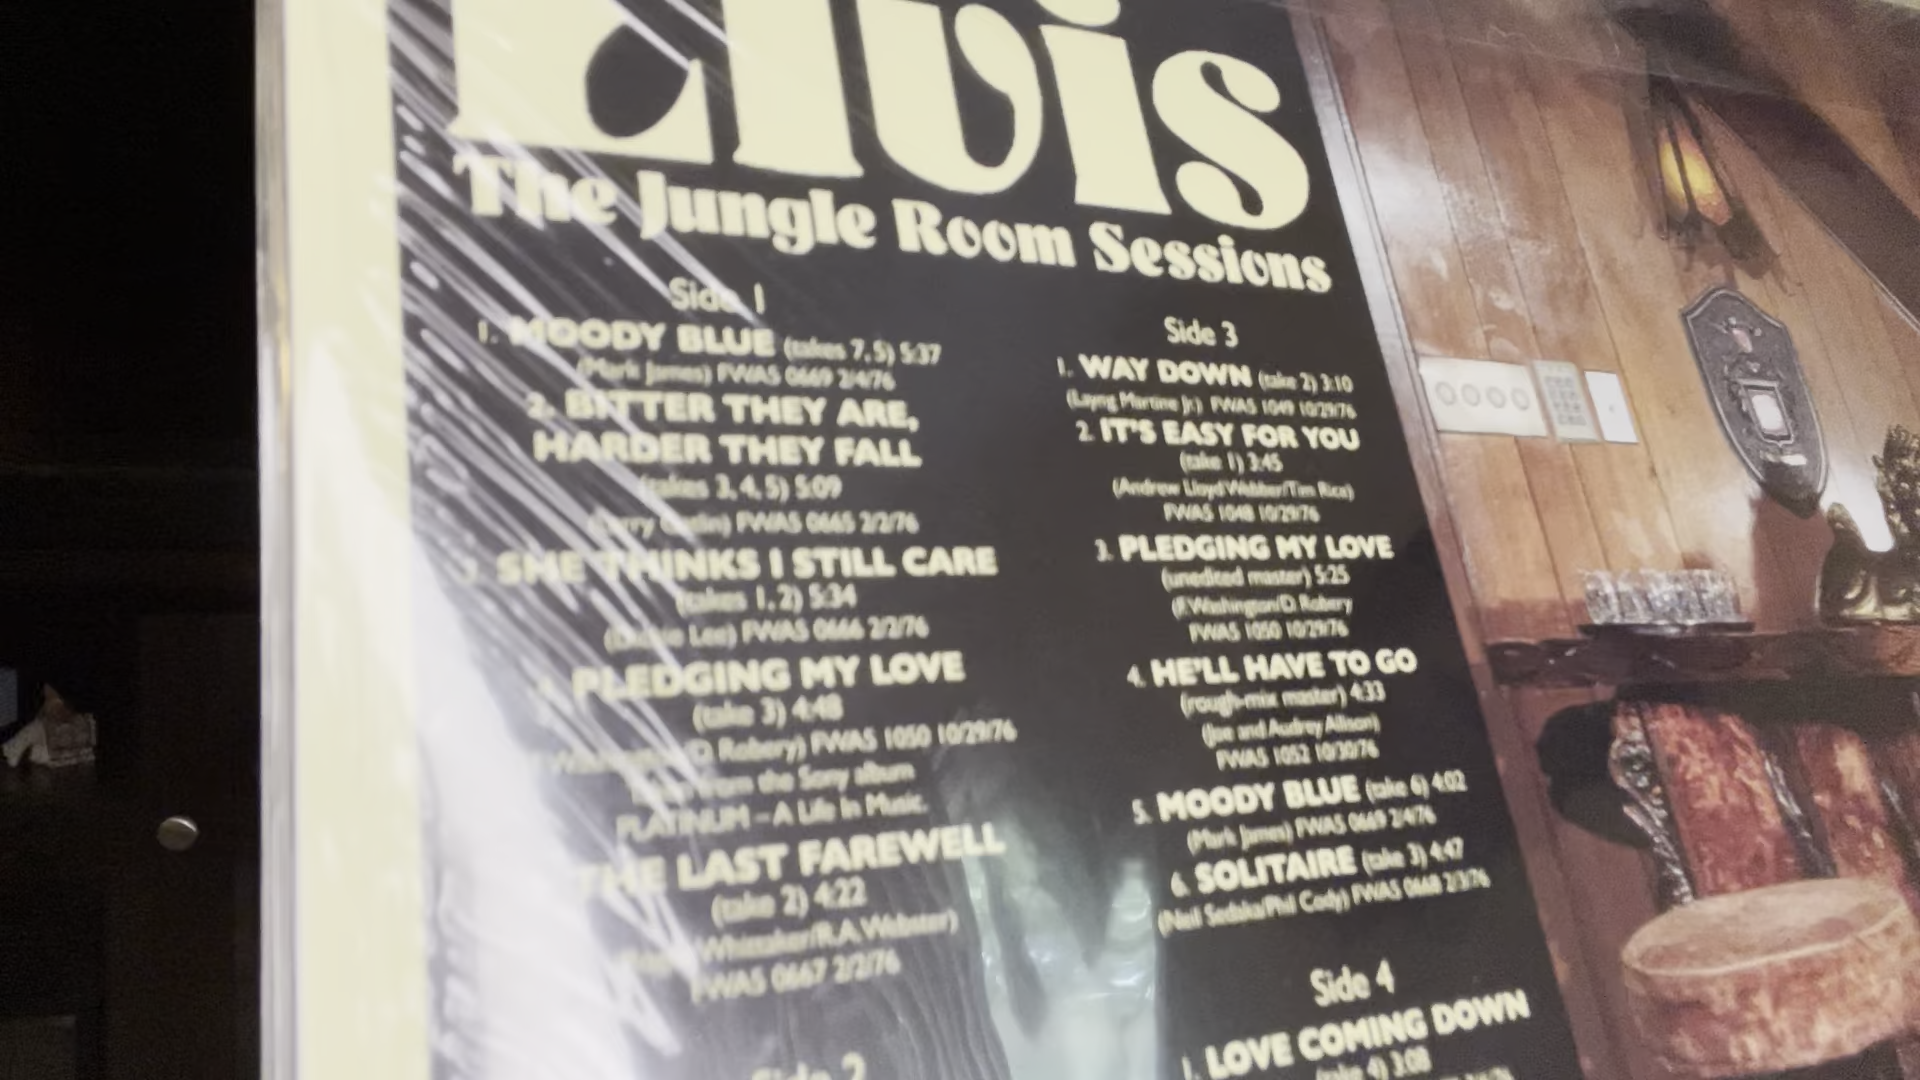 Elvis
The Jungle Room Sessions
Side 1
1. MOODY BLUE (takes 7, 5) 5:37
(Mark James) FWAS 0669 2/4/76
2. BITTER THEY ARE,
HARDER THEY FALL
(takes 3, 4, 5) 5:09
FWAS 0665 2/2/76
SHE THINKS I STILL CARE
(takes 1, 2) 5:34
Lee) FWAS 0666 2/2/76
PLEDGING MY LOVE
(take 3) 4:48
D. Robery) FWAS 1050 10/29/76
from the Sony album
PLATINUM – A Life In Music.
THE LAST FAREWELL
(take 2) 4:22
Whittaker/R.A. Webster)
FWAS 0667 2/2/76
Side 2
Side 3
1. WAY DOWN (take 2) 3:10
(Layng Martine Jr.) FWAS 1049 10/29/76
2. IT'S EASY FOR YOU
(take 1) 3:45
(Andrew Lloyd Webber/Tim Rice)
FWAS 1048 10/29/76
3. PLEDGING MY LOVE
(unedited master) 5:25
(F. Washington/D. Robery
FWAS 1050 10/29/76
4. HE'LL HAVE TO GO
(rough-mix master) 4:33
(Joe and Audrey Allison)
FWAS 1052 10/30/76
5. MOODY BLUE (take 6) 4:02
(Mark James) FWAS 0669 2/4/76
6. SOLITAIRE (take 3) 4:47
(Neil Sedaka/Phil Cody) FWAS 0668 2/3/76
Side 4
1. LOVE COMING DOWN
(take 4) 3:08